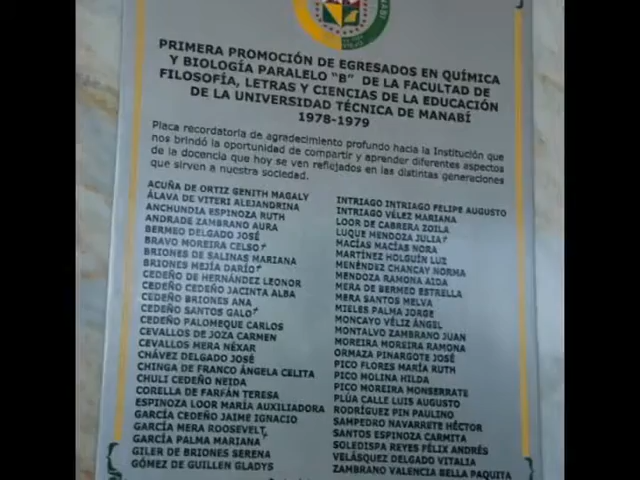 PRIMERA PROMOCIÓN DE EGRESADOS EN QUÍMICA
Y BIOLOGÍA PARALELO "B" DE LA FACULTAD DE
FILOSOFÍA, LETRAS Y CIENCIAS DE LA EDUCACIÓN
DE LA UNIVERSIDAD TÉCNICA DE MANABÍ
1978-1979
Placa recordatoria de agradecimiento profundo hacia la Institución que
nos brindó la oportunidad de compartir y aprender diferentes aspectos
de la docencia que hoy se ven reflejados en las distintas generaciones
que sirven a nuestra sociedad.
ACUÑA DE ORTIZ GENITH MAGALY
ÁLAVA DE VITERI ALEJANDRINA
ANCHUNDIA ESPINOZA RUTH
ANDRADE ZAMBRANO AURA
BERMEO DELGADO JOSÉ
BRAVO MOREIRA CELSO✝
BRIONES DE SALINAS MARIANA
BRIONES MEJÍA DARÍO✝
CEDEÑO DE HERNÁNDEZ LEONOR
CEDEÑO CEDEÑO JACINTA ALBA
CEDEÑO BRIONES ANA
CEDEÑO SANTOS GALO✝
CEDEÑO PALOMEQUE CARLOS
CEVALLOS DE JOZA CARMEN
CEVALLOS MERA NÉXAR
CHÁVEZ DELGADO JOSÉ
CHINGA DE FRANCO ÁNGELA CELITA
CHULI CEDEÑO NEIDA
CORELLA DE FARFÁN TERESA
ESPINOZA LOOR MARÍA AUXILIADORA
GARCÍA CEDEÑO JAIME IGNACIO
GARCÍA MERA ROOSEVELT✝
GARCÍA PALMA MARIANA✝
GILER DE BRIONES SERENA
GÓMEZ DE GUILLEN GLADYS
INTRIAGO INTRIAGO FELIPE AUGUSTO
INTRIAGO VÉLEZ MARIANA
LOOR DE CABRERA ZOILA
LUQUE MENDOZA JULIA✝
MACÍAS MACÍAS NORA
MARTÍNEZ HOLGUÍN LUZ
MENÉNDEZ CHANCAY NORMA
MENDOZA RAMONA AIDA
MERA DE BERMEO ESTRELLA
MERA SANTOS MELVA
MIELES PALMA JORGE
MONCAYO VÉLIZ ÁNGEL
MONTALVO ZAMBRANO JUAN
MOREIRA MOREIRA RAMONA
ORMAZA PINARGOTE JOSÉ
PICO FLORES MARÍA RUTH
PICO MOLINA HILDA
PICO MOREIRA MONSERRATE
PLÚA CALLE LUIS AUGUSTO
RODRÍGUEZ PIN PAULINO
SAMPEDRO NAVARRETE HÉCTOR
SANTOS ESPINOZA CARMITA
SOLEDISPA REYES FÉLIX ANDRÉS
VELÁSQUEZ DELGADO VITALIA
ZAMBRANO VALENCIA BELLA PAQUITA